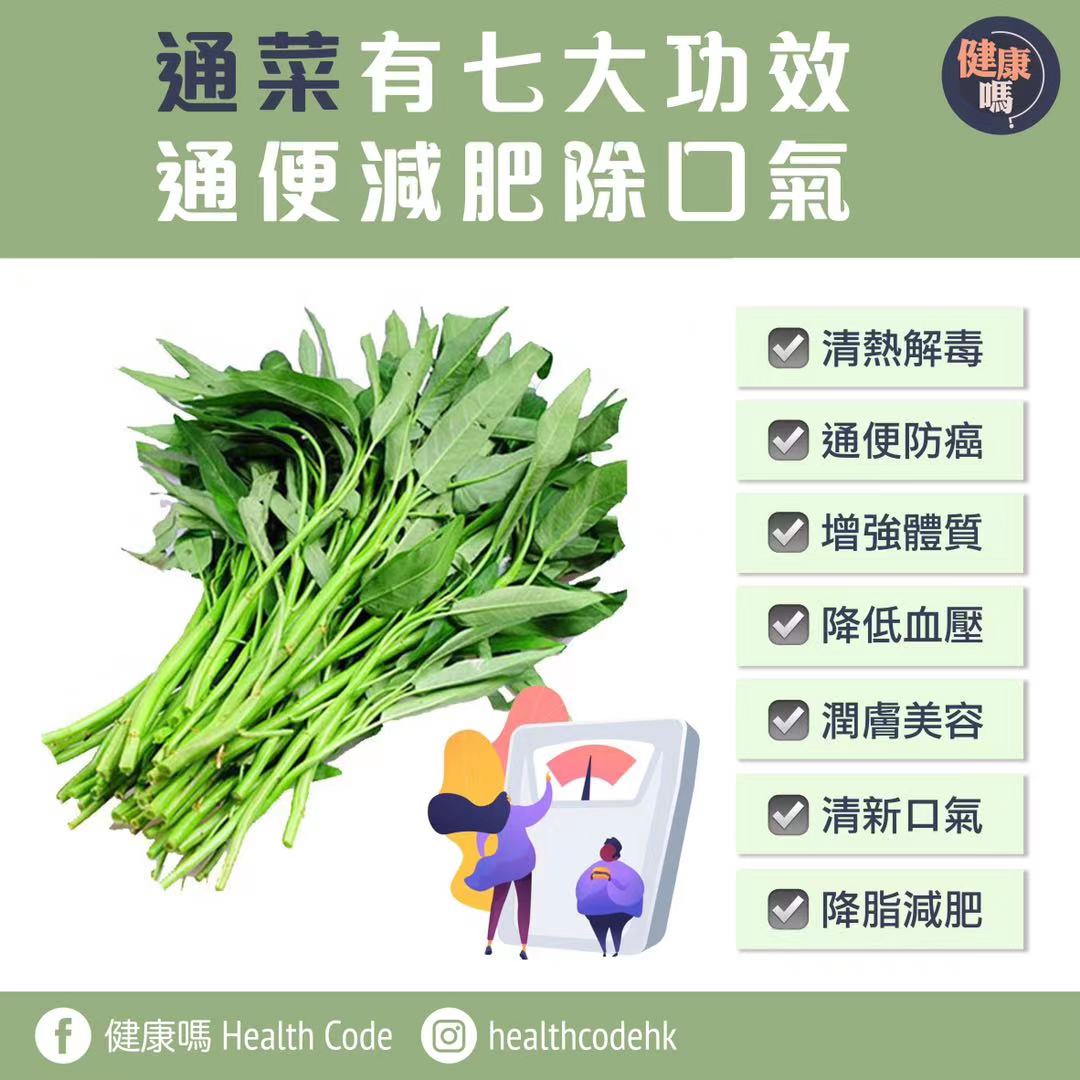 通菜有七大功效
通便減肥除口氣
健康
嗎?
清熱解毒
通便防癌
增強體質
降低血壓
潤膚美容
清新口氣
降脂減肥
健康嗎 Health Code
healthcodehk